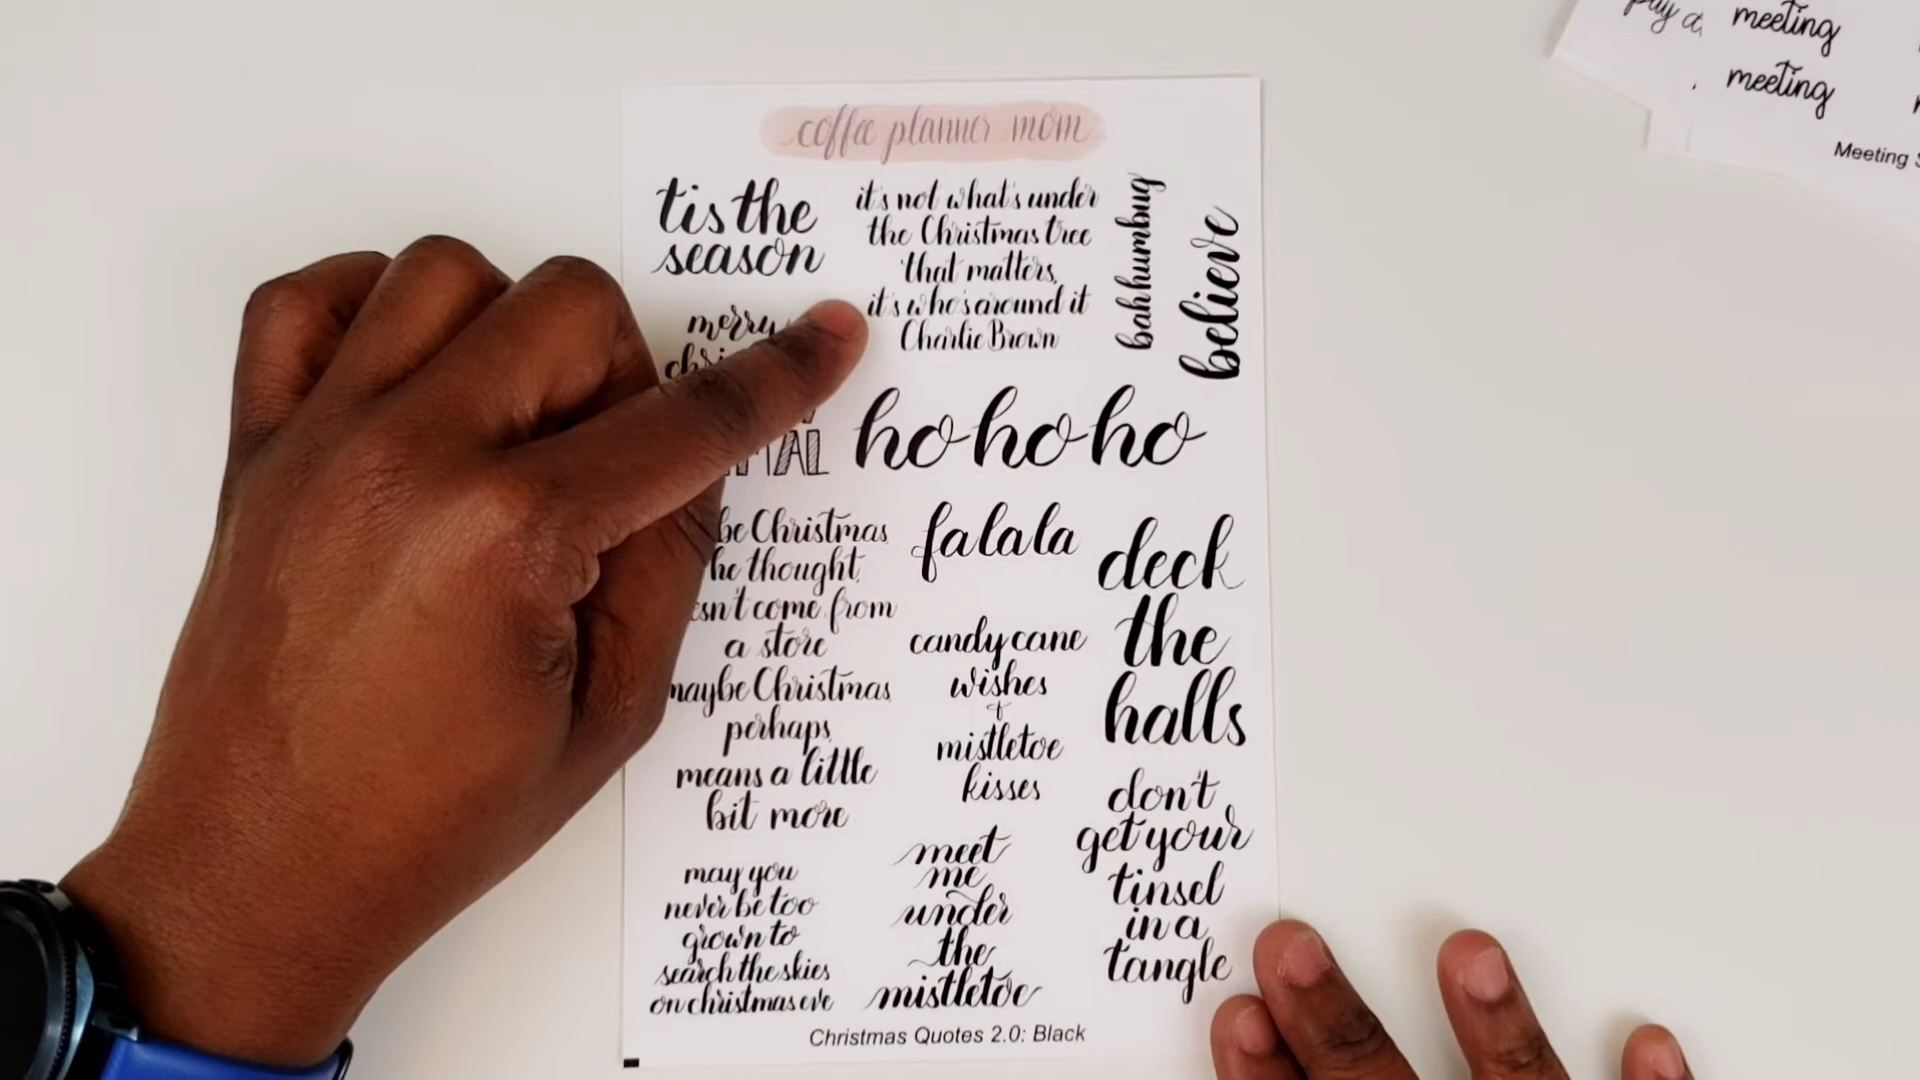 coffee planner mom
tis the
season
it's not what's under
the Christmas tree
that matters,
it's who's around it
Charlie Brown
bahhumbug
believe
merry
ho ho ho
be Christmas
he thought,
come from
a store
maybe Christmas,
perhaps,
means a little
bit more
falala
candy cane
wishes
+
mistletoe
kisses
deck
the
halls
don't
get your
tinsel
in a
tangle
may you
never be too
grown to
search the skies
on christmas eve
meet
me
under
the
mistletoe
Christmas Quotes 2.0: Black
pay
meeting
meeting
Meeting